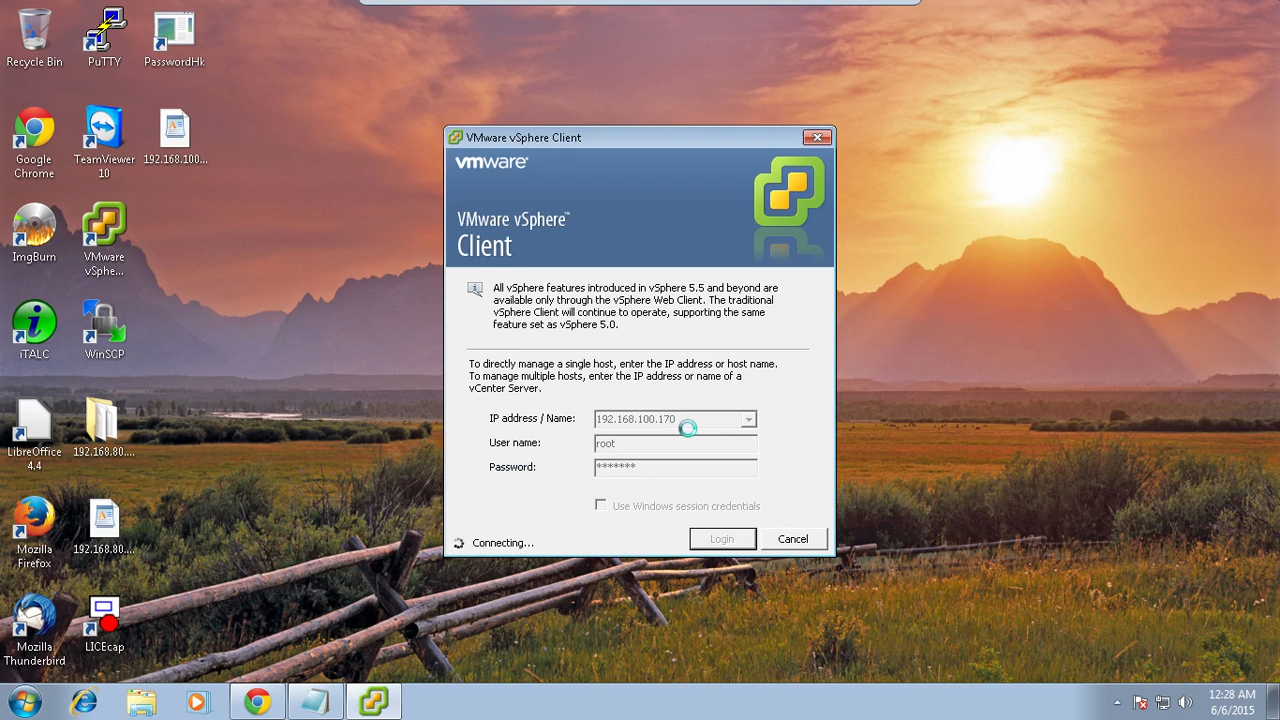 Recycle Bin
PuTTY
PasswordHk
Google
Chrome
TeamViewer
10
192.168.100....
ImgBurn
VMware
vSphe...
iTALC
WinSCP
LibreOffice
4.4
192.168.80....
Mozilla
Firefox
192.168.80....
Mozilla
Thunderbird
LICEcap
VMware vSphere Client
vmware®
VMware vSphere™
Client
All vSphere features introduced in vSphere 5.5 and beyond are
available only through the vSphere Web Client. The traditional
vSphere Client will continue to operate, supporting the same
feature set as vSphere 5.0.
To directly manage a single host, enter the IP address or host name.
To manage multiple hosts, enter the IP address or name of a
vCenter Server.
IP address / Name: 192.168.100.170
User name: root
Password: *******
Use Windows session credentials
Connecting... Login Cancel
12:28 AM
6/6/2015